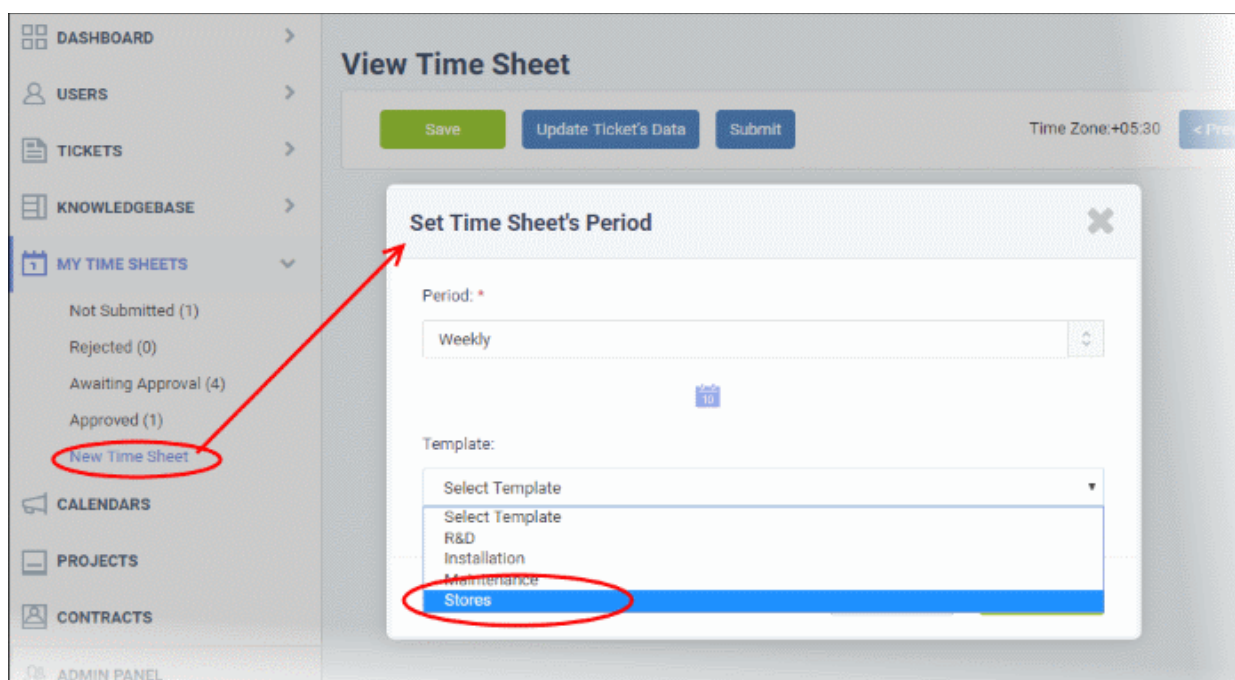 DASHBOARD
USERS
TICKETS
KNOWLEDGEBASE
1
MY TIME SHEETS
Not Submitted (1)
Rejected (0)
Awaiting Approval (4)
Approved (1)
New Time Sheet
CALENDARS
PROJECTS
CONTRACTS
ADMIN PANEL
View Time Sheet
Save
Update Ticket's Data
Submit
Time Zone:+05:30
< Prev
Set Time Sheet's Period
Period: *
Weekly
10
Template:
Select Template
Select Template
R&D
Installation
Maintenance
Stores